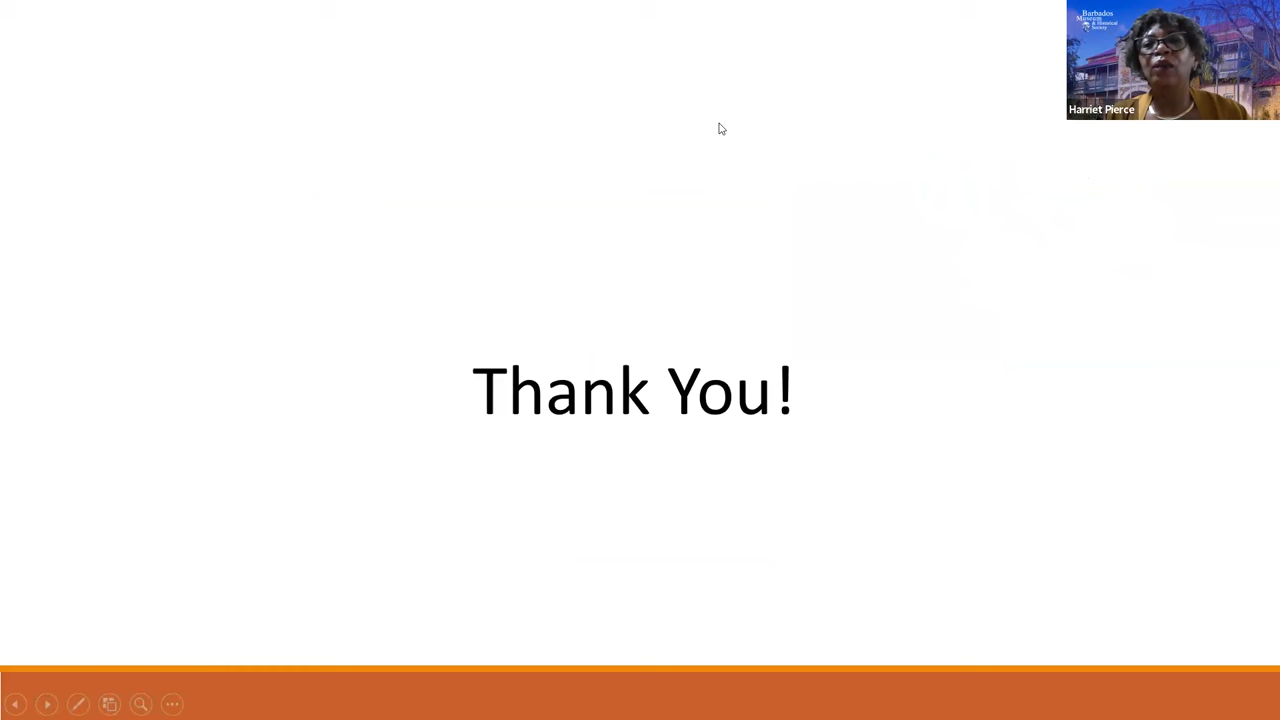 Barbados
Museum
& Historical
Society
Harriet Pierce
Thank You!